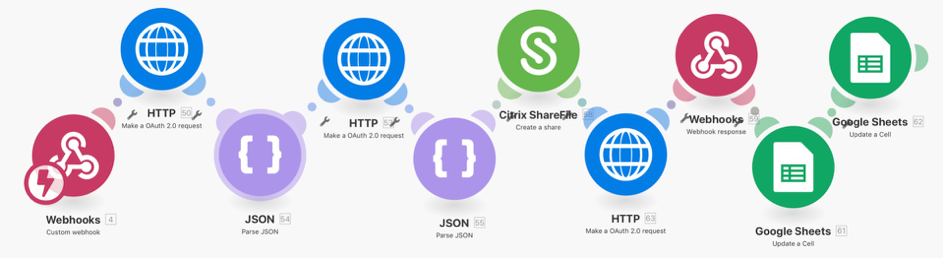 Webhooks 4
Custom webhook
HTTP 50
Make a OAuth 2.0 request
JSON 54
Parse JSON
HTTP
Make a OAuth 2.0 request
JSON 55
Parse JSON
Citrix ShareFile
Create a share
HTTP 63
Make a OAuth 2.0 request
Webhooks 59
Webhook response
Google Sheets 61
Update a Cell
Google Sheets 62
Update a Cell